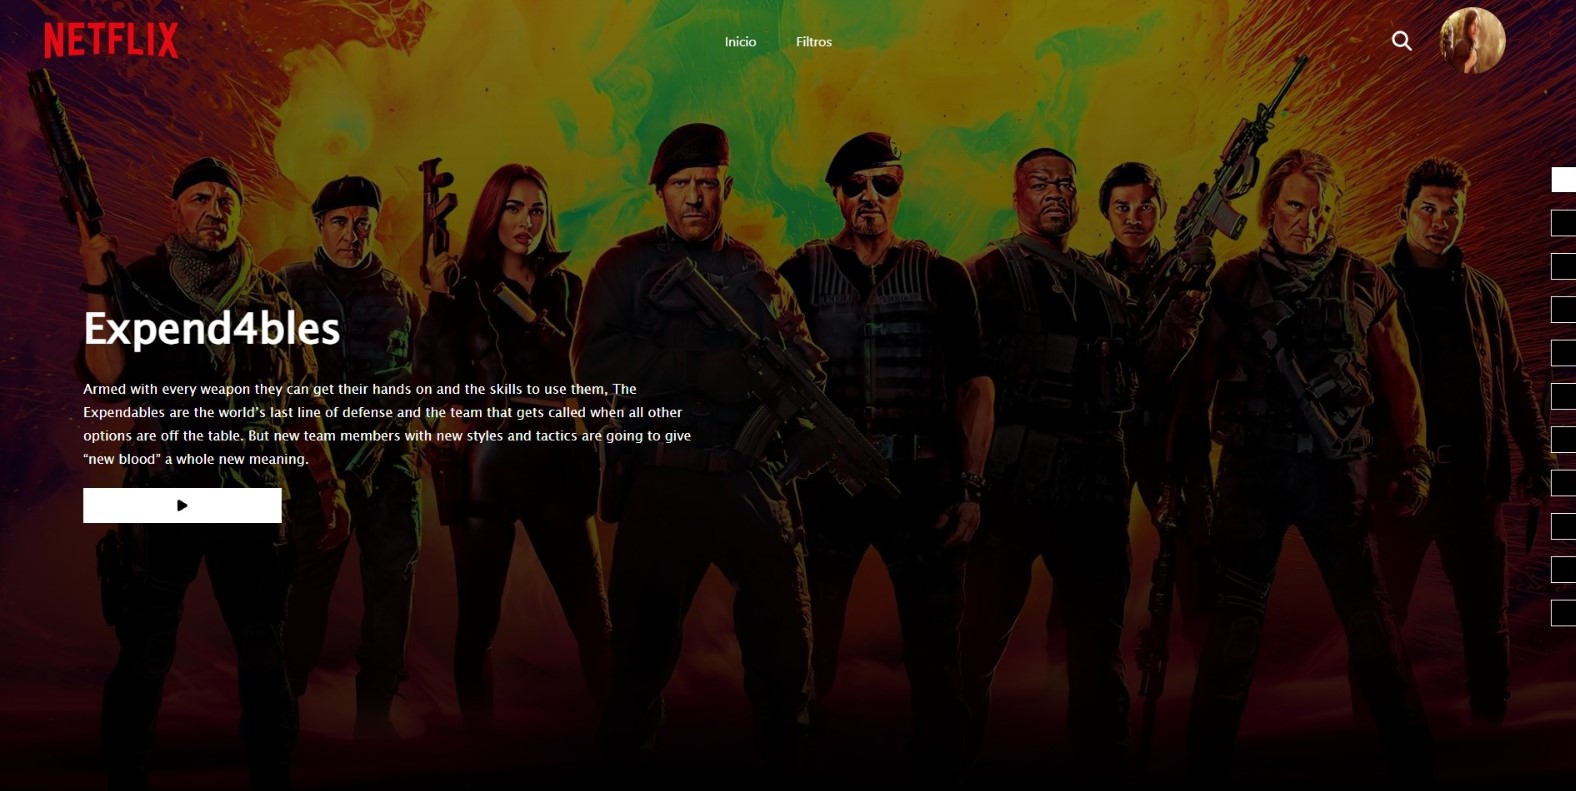 NETFLIX
Inicio
Filtros
Expend4bles
Armed with every weapon they can get their hands on and the skills to use them, The
Expendables are the world’s last line of defense and the team that gets called when all other
options are off the table. But new team members with new styles and tactics are going to give
“new blood” a whole new meaning.